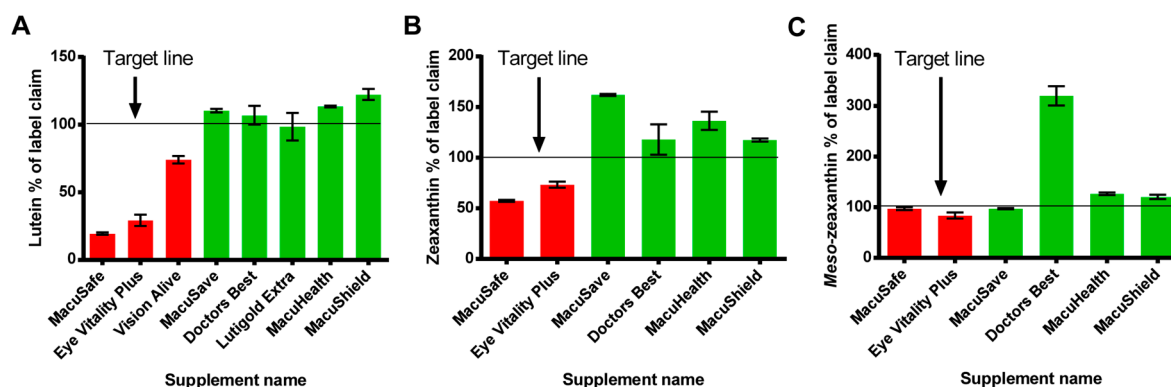 A
Target line
Lutein % of label claim
150
100
50
0
MacuSafe
Eye Vitality Plus
Vision Alive
MacuSave
Doctors Best
Lutigold Extra
MacuHealth
MacuShield
Supplement name
B
Target line
Zeaxanthin % of label claim
200
150
100
50
0
MacuSafe
Eye Vitality Plus
MacuSave
Doctors Best
MacuHealth
MacuShield
Supplement name
C
Target line
Meso-zeaxanthin % of label claim
400
300
200
100
0
MacuSafe
Eye Vitality Plus
MacuSave
Doctors Best
MacuHealth
MacuShield
Supplement name